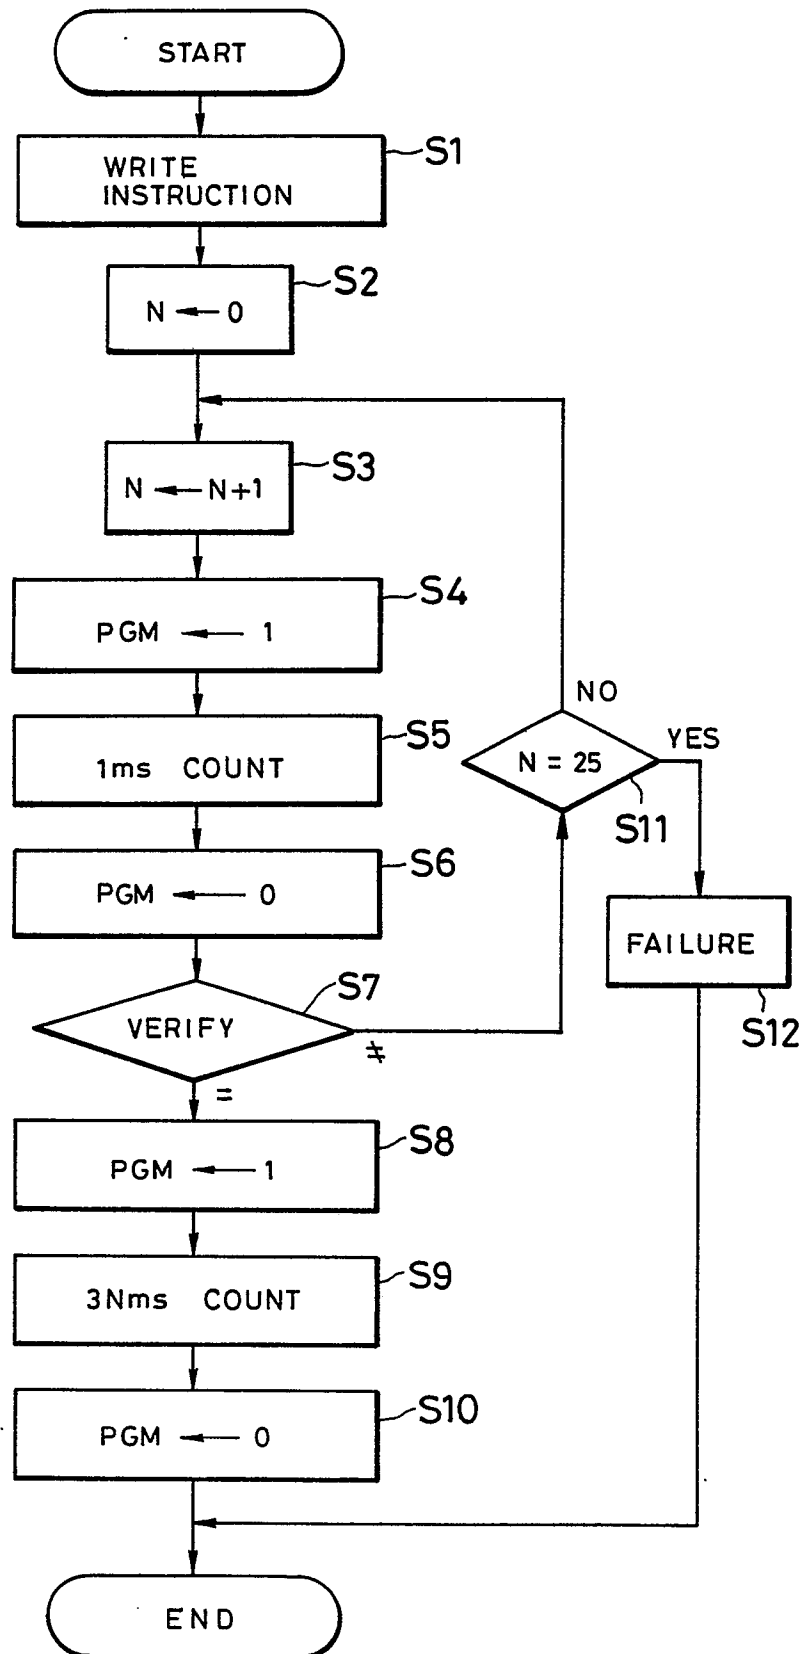 START
WRITE
INSTRUCTION
S1
N ← 0
S2
N ← N+1
S3
PGM ← 1
S4
1ms COUNT
S5
PGM ← 0
S6
VERIFY
S7
≠
=
NO
N = 25
YES
S11
FAILURE
S12
PGM ← 1
S8
3Nms COUNT
S9
PGM ← 0
S10
END